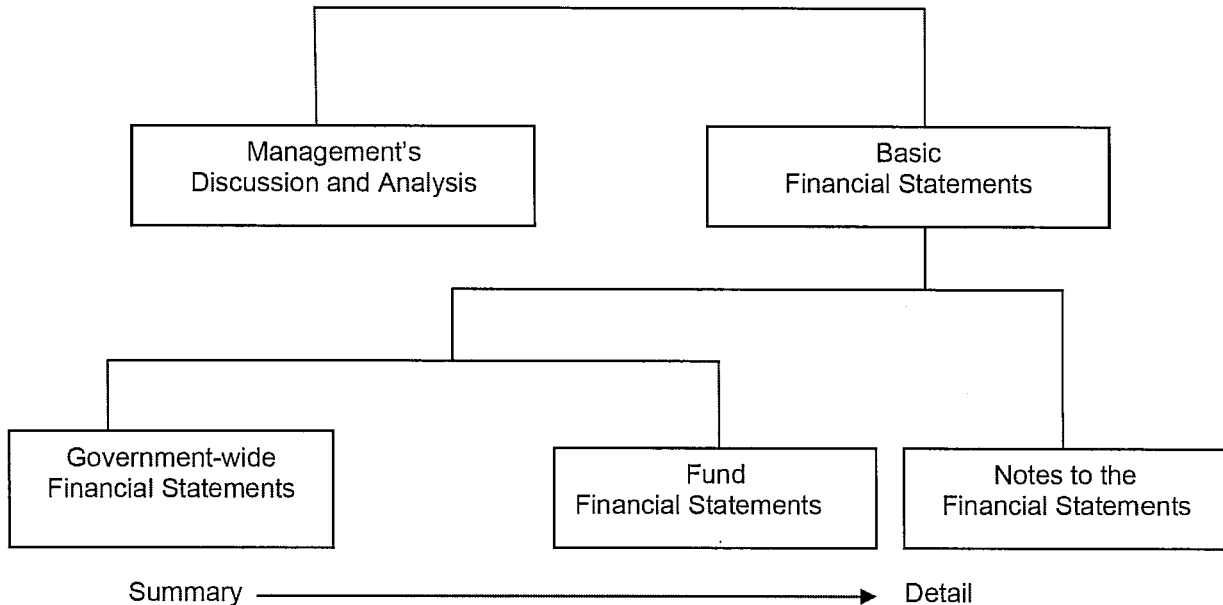 Management's
Discussion and Analysis
Basic
Financial Statements
Government-wide
Financial Statements
Fund
Financial Statements
Notes to the
Financial Statements
Summary
Detail